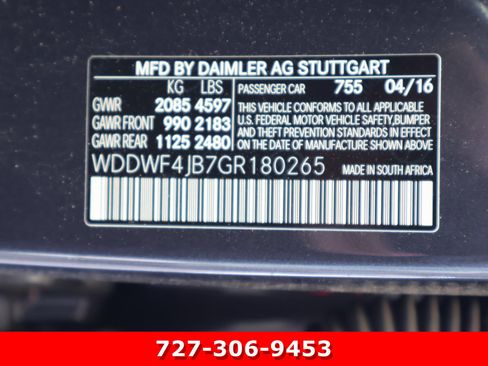 MFD BY DAIMLER AG STUTTGART
KG LBS PASSENGER CAR 755 04/16
GVWR 2085 4597 THIS VEHICLE CONFORMS TO ALL APPLICABLE
GAWR FRONT 990 2183 U.S. FEDERAL MOTOR VEHICLE SAFETY, BUMPER
GAWR REAR 1125 2480 AND THEFT PREVENTION STANDARDS IN EFFECT
ON THE DATE OF MANUFACTURE SHOWN ABOVE.
WDDWF4JB7GR180265 MADE IN SOUTH AFRICA
727-306-9453